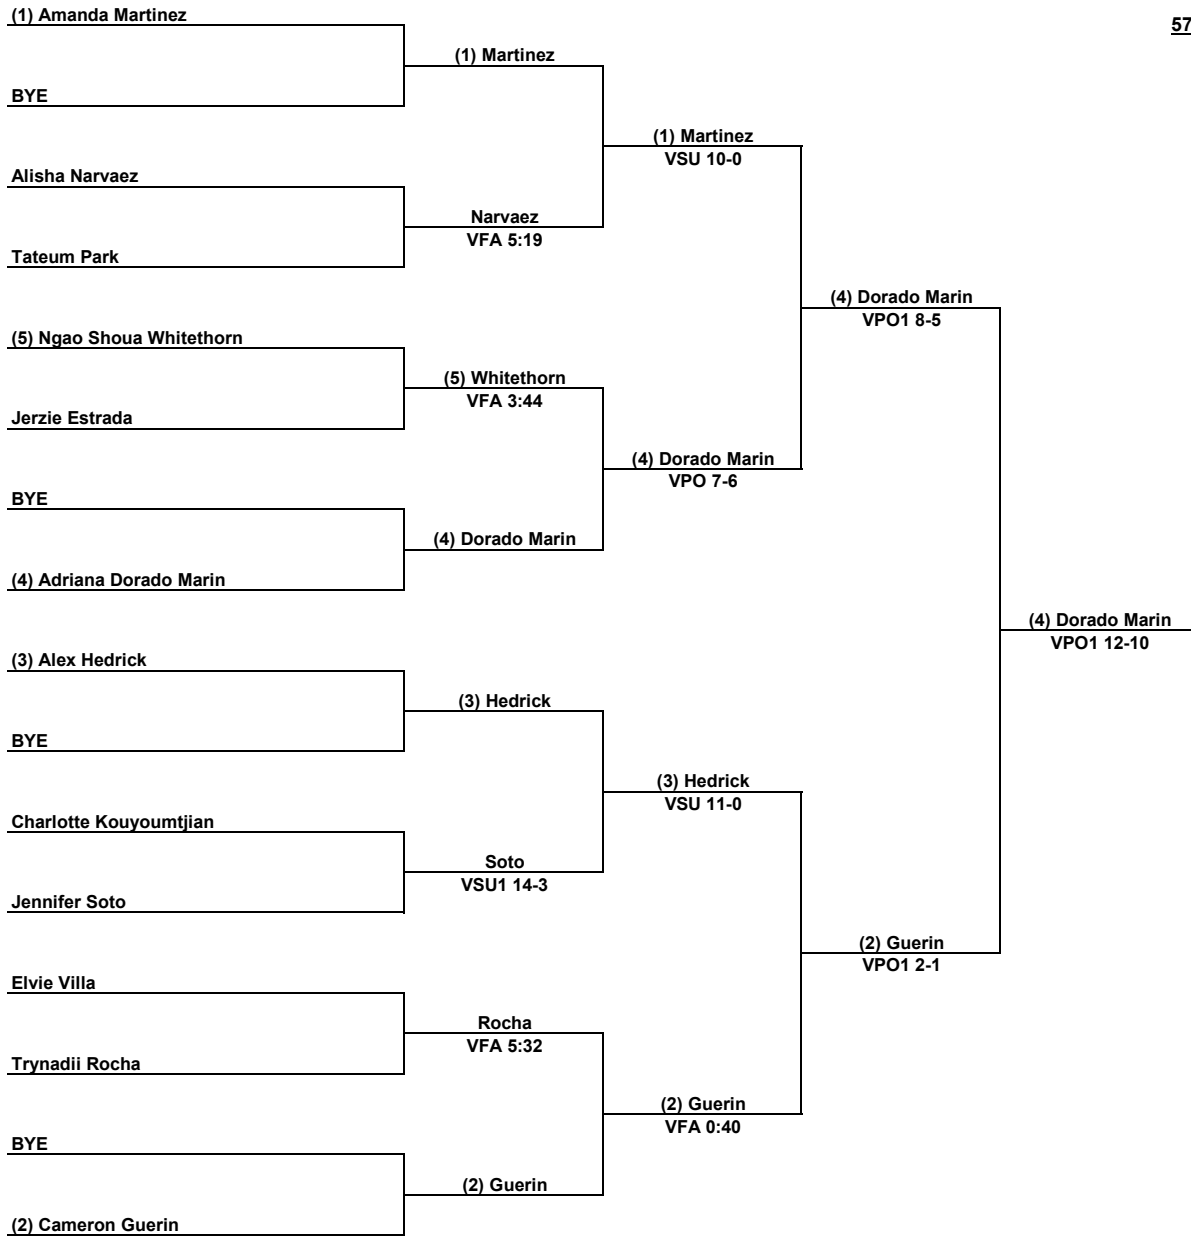 (1) Amanda Martinez
57
(1) Martinez
BYE
(1) Martinez
VSU 10-0
Alisha Narvaez
Narvaez
VFA 5:19
Tateum Park
(4) Dorado Marin
VPO1 8-5
(5) Ngao Shoua Whitethorn
(5) Whitethorn
VFA 3:44
Jerzie Estrada
(4) Dorado Marin
VPO 7-6
BYE
(4) Dorado Marin
(4) Adriana Dorado Marin
(4) Dorado Marin
VPO1 12-10
(3) Alex Hedrick
(3) Hedrick
BYE
(3) Hedrick
VSU 11-0
Charlotte Kouyoumtjian
Soto
VSU1 14-3
Jennifer Soto
(2) Guerin
VPO1 2-1
Elvie Villa
Rocha
VFA 5:32
Trynadii Rocha
(2) Guerin
VFA 0:40
BYE
(2) Guerin
(2) Cameron Guerin